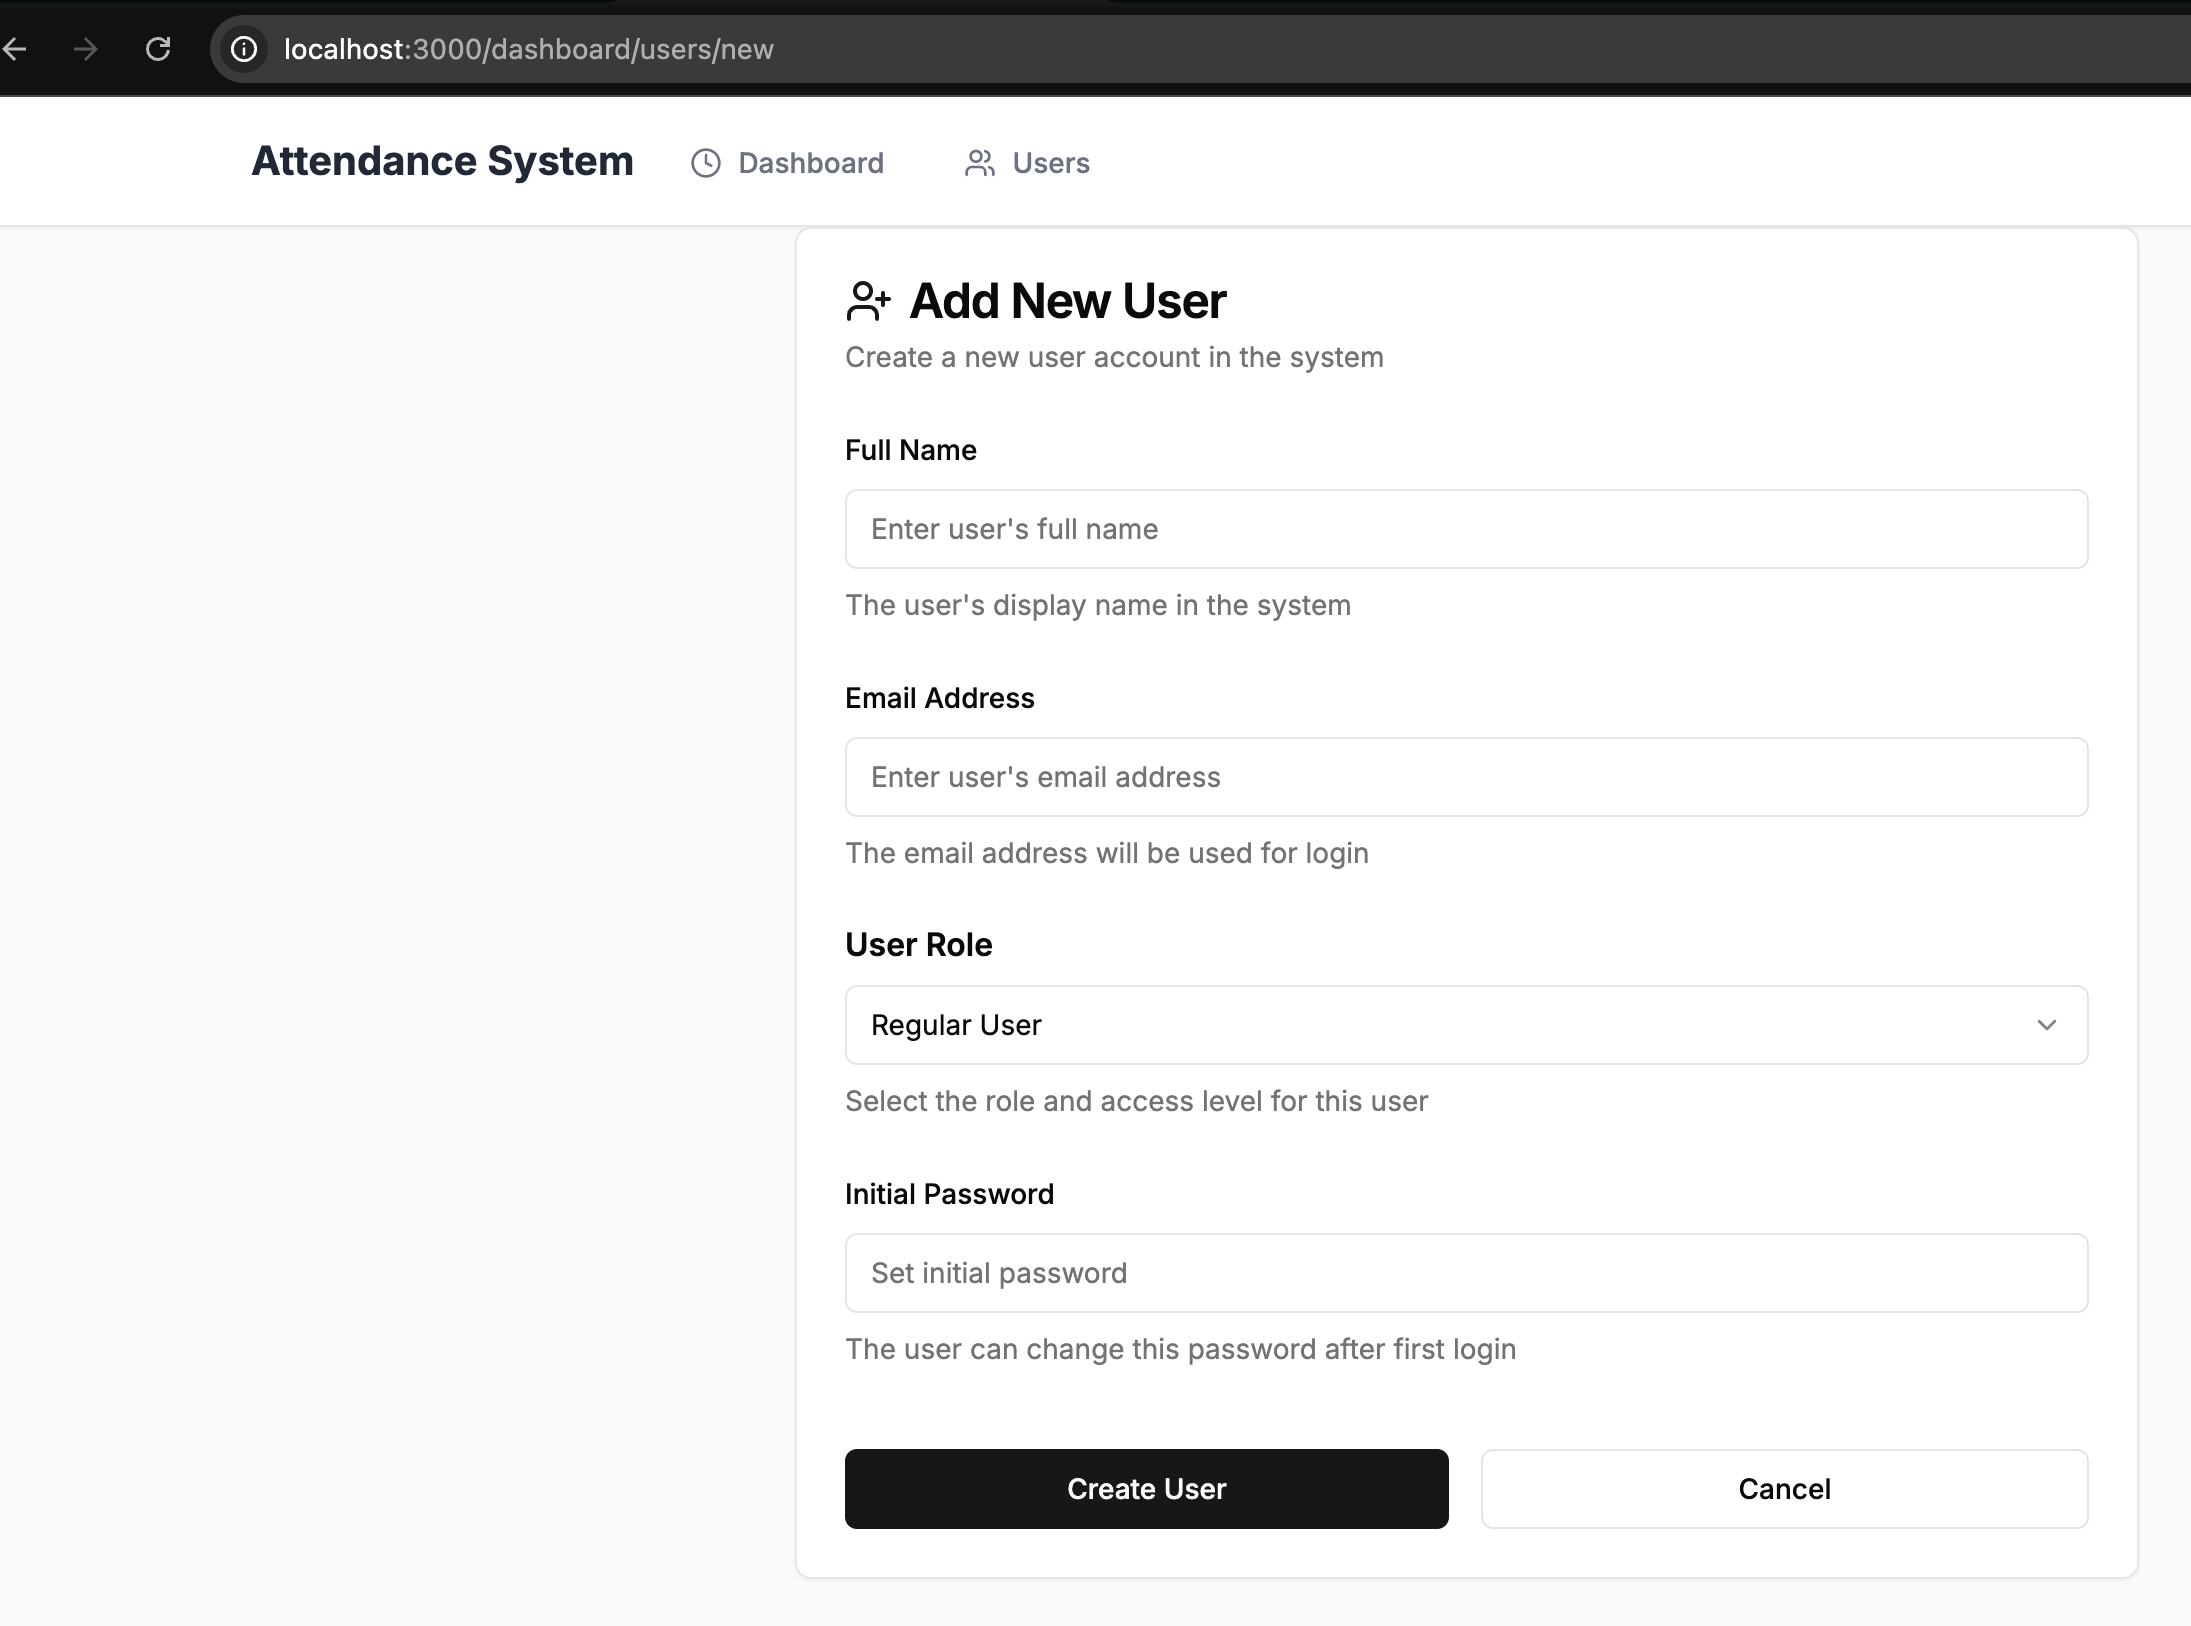 localhost:3000/dashboard/users/new
Attendance System Dashboard Users
Add New User
Create a new user account in the system
Full Name
Enter user's full name
The user's display name in the system
Email Address
Enter user's email address
The email address will be used for login
User Role
Regular User
Select the role and access level for this user
Initial Password
Set initial password
The user can change this password after first login
Create User Cancel